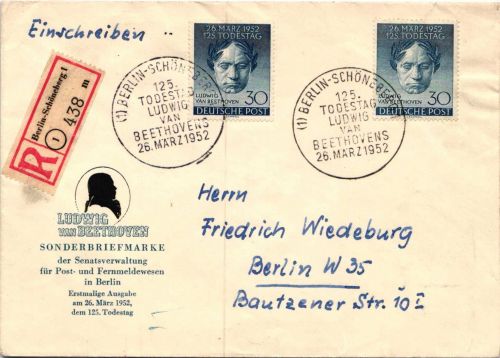 Einschreiben
26. MÄRZ 1952
125. TODESTAG
LUDWIG
VAN BEETHOVEN
30
DEUTSCHE POST
26. MÄRZ 1952
125. TODESTAG
LUDWIG
VAN BEETHOVEN
30
DEUTSCHE POST
(1) BERLIN-SCHÖNEBERG
125.
TODESTAG
LUDWIG
VAN
BEETHOVENS
26. MÄRZ 1952
(1) BERLIN-SCHÖNEBERG
125.
TODESTAG
LUDWIG
VAN
BEETHOVENS
26. MÄRZ 1952
R
Berlin-Schöneberg 1
(1) 438 m
LUDWIG
VAN BEETHOVEN
SONDERBRIEFMARKE
der Senatsverwaltung
für Post- und Fernmeldewesen
in Berlin
Erstmalige Ausgabe
am 26. März 1952,
dem 125. Todestag
Herrn
Friedrich Wiedeburg
Berlin W 35
Bautzener Str. 10 I